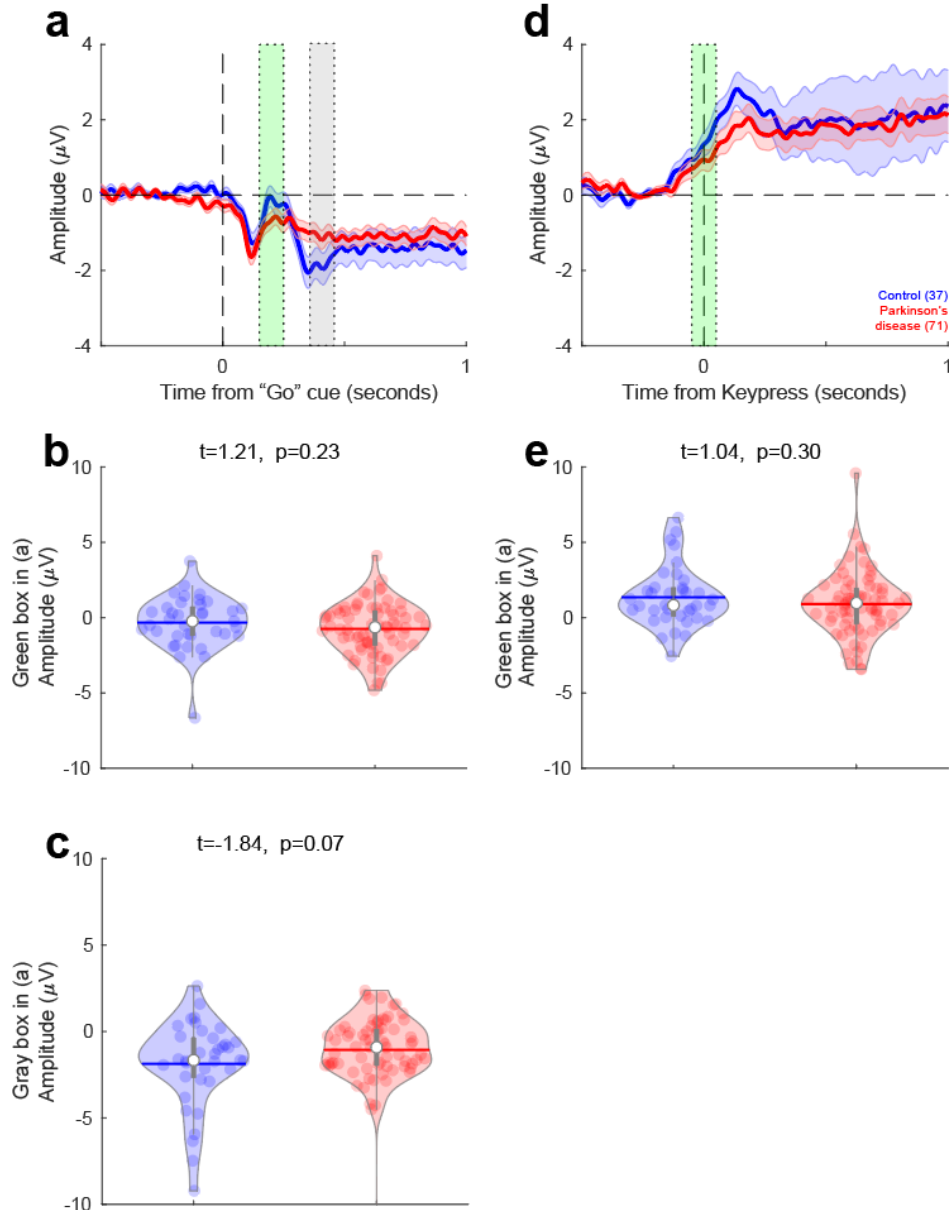 a
4
2
0
-2
-4
Amplitude (µV)
0
1
Time from “Go” cue (seconds)
d
4
2
0
-2
-4
Amplitude (µV)
Control (37)
Parkinson's
disease (71)
0
1
Time from Keypress (seconds)
b
t=1.21, p=0.23
10
5
0
-5
-10
Green box in (a)
Amplitude (µV)
e
t=1.04, p=0.30
10
5
0
-5
-10
Green box in (a)
Amplitude (µV)
c
t=-1.84, p=0.07
10
5
0
-5
-10
Gray box in (a)
Amplitude (µV)